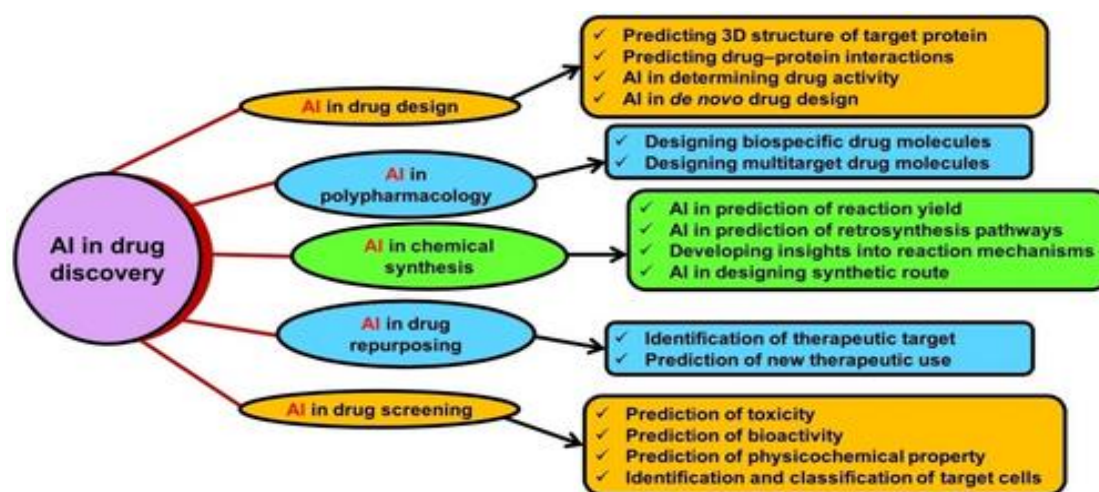 AI in drug
discovery
AI in drug design
✓ Predicting 3D structure of target protein
✓ Predicting drug–protein interactions
✓ AI in determining drug activity
✓ AI in de novo drug design
AI in
polypharmacology
✓ Designing biospecific drug molecules
✓ Designing multitarget drug molecules
AI in chemical
synthesis
✓ AI in prediction of reaction yield
✓ AI in prediction of retrosynthesis pathways
✓ Developing insights into reaction mechanisms
✓ AI in designing synthetic route
AI in drug
repurposing
✓ Identification of therapeutic target
✓ Prediction of new therapeutic use
AI in drug screening
✓ Prediction of toxicity
✓ Prediction of bioactivity
✓ Prediction of physicochemical property
✓ Identification and classification of target cells